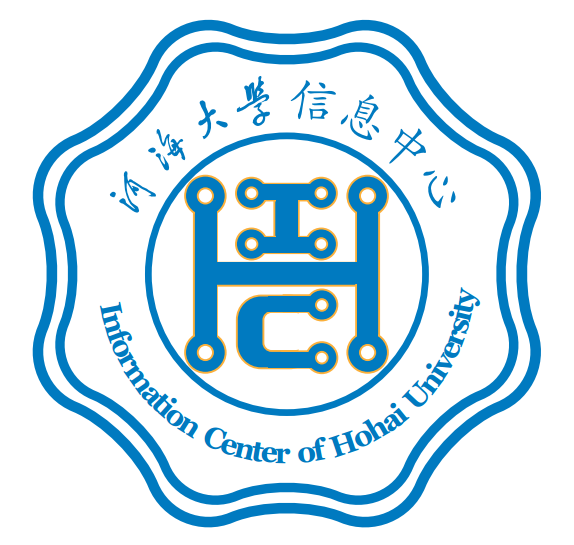 河海大學信息中心
Information Center of Hohai University